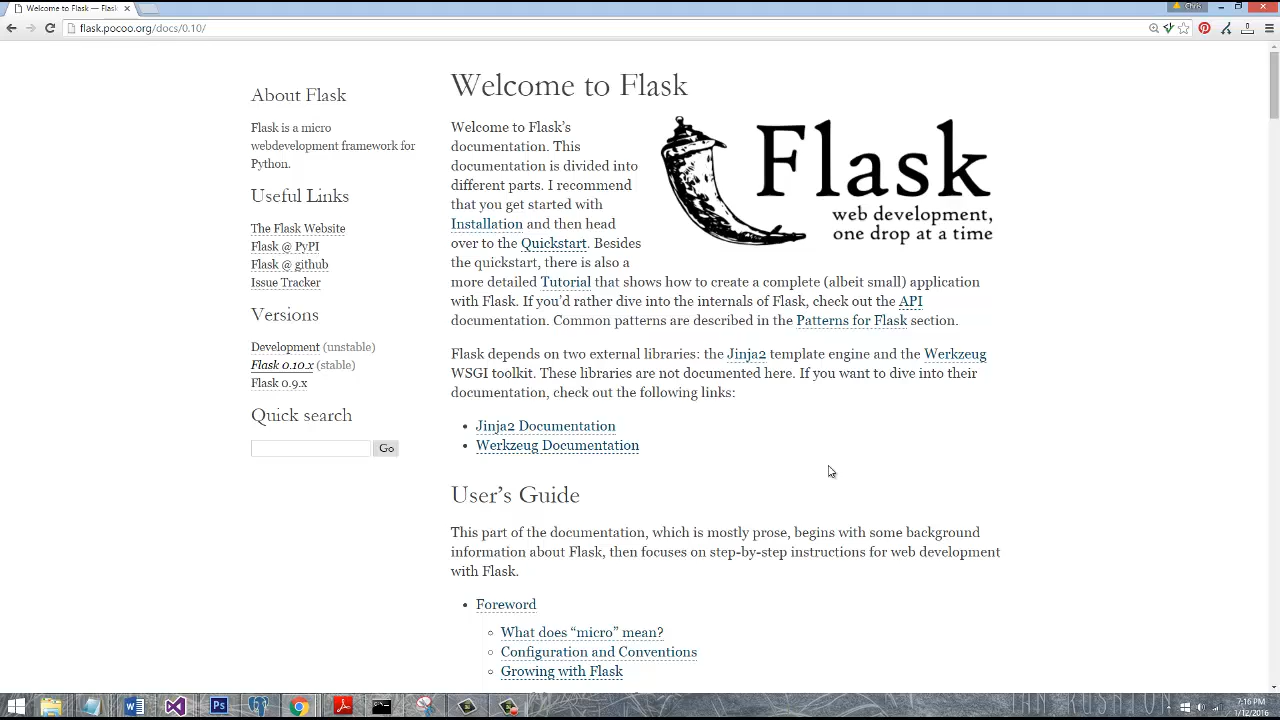 Welcome to Flask — Flask
Chris
flask.pocoo.org/docs/0.10/
About Flask
Flask is a micro
webdevelopment framework for
Python.
Useful Links
The Flask Website
Flask @ PyPI
Flask @ github
Issue Tracker
Versions
Development (unstable)
Flask 0.10.x (stable)
Flask 0.9.x
Quick search
Go
Welcome to Flask
Welcome to Flask’s
documentation. This
documentation is divided into
different parts. I recommend
that you get started with
Installation and then head
over to the Quickstart. Besides
the quickstart, there is also a
more detailed Tutorial that shows how to create a complete (albeit small) application
with Flask. If you’d rather dive into the internals of Flask, check out the API
documentation. Common patterns are described in the Patterns for Flask section.
Flask
web development,
one drop at a time
Flask depends on two external libraries: the Jinja2 template engine and the Werkzeug
WSGI toolkit. These libraries are not documented here. If you want to dive into their
documentation, check out the following links:
Jinja2 Documentation
Werkzeug Documentation
User’s Guide
This part of the documentation, which is mostly prose, begins with some background
information about Flask, then focuses on step-by-step instructions for web development
with Flask.
Foreword
What does “micro” mean?
Configuration and Conventions
Growing with Flask
7:16 PM
1/12/2016